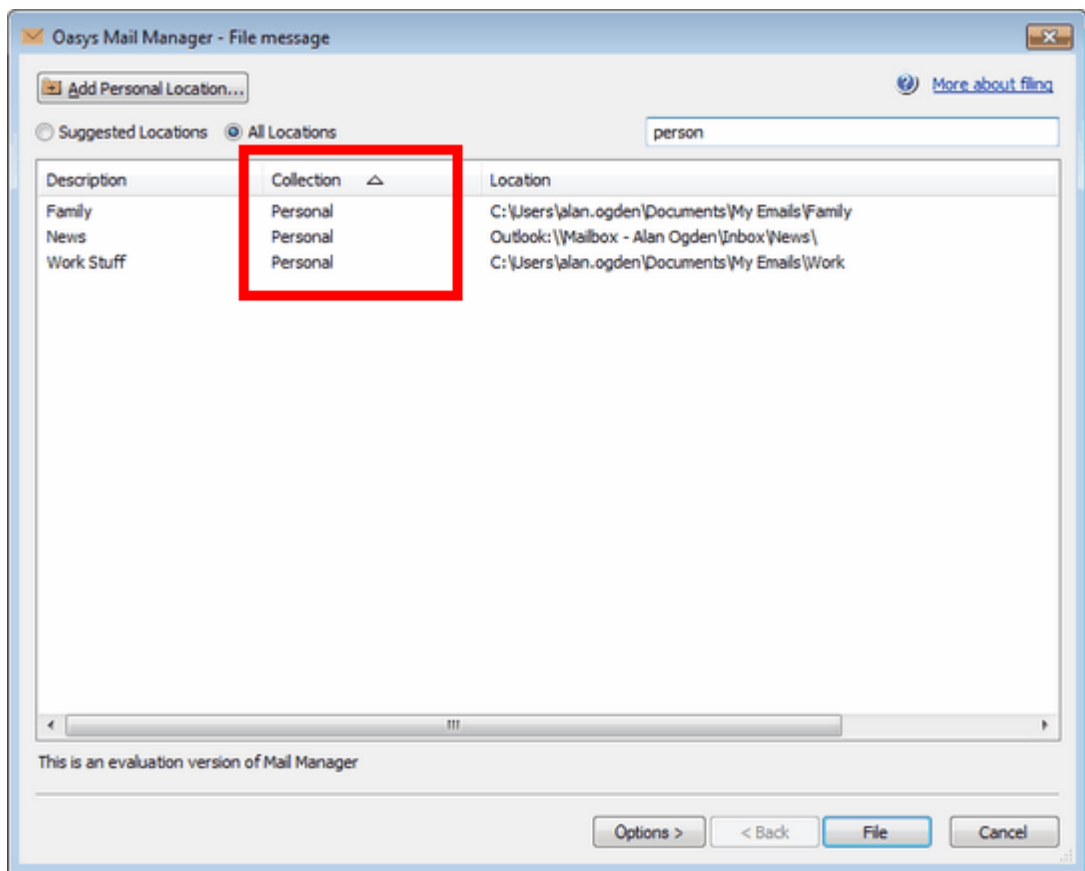 Oasys Mail Manager - File message
Add Personal Location...
More about filing
Suggested Locations All Locations person
Description Collection Location
Family Personal C:\Users\alan.ogden\Documents\My Emails\Family
News Personal Outlook:\\Mailbox - Alan Ogden\Inbox\News\
Work Stuff Personal C:\Users\alan.ogden\Documents\My Emails\Work
This is an evaluation version of Mail Manager
Options > < Back File Cancel